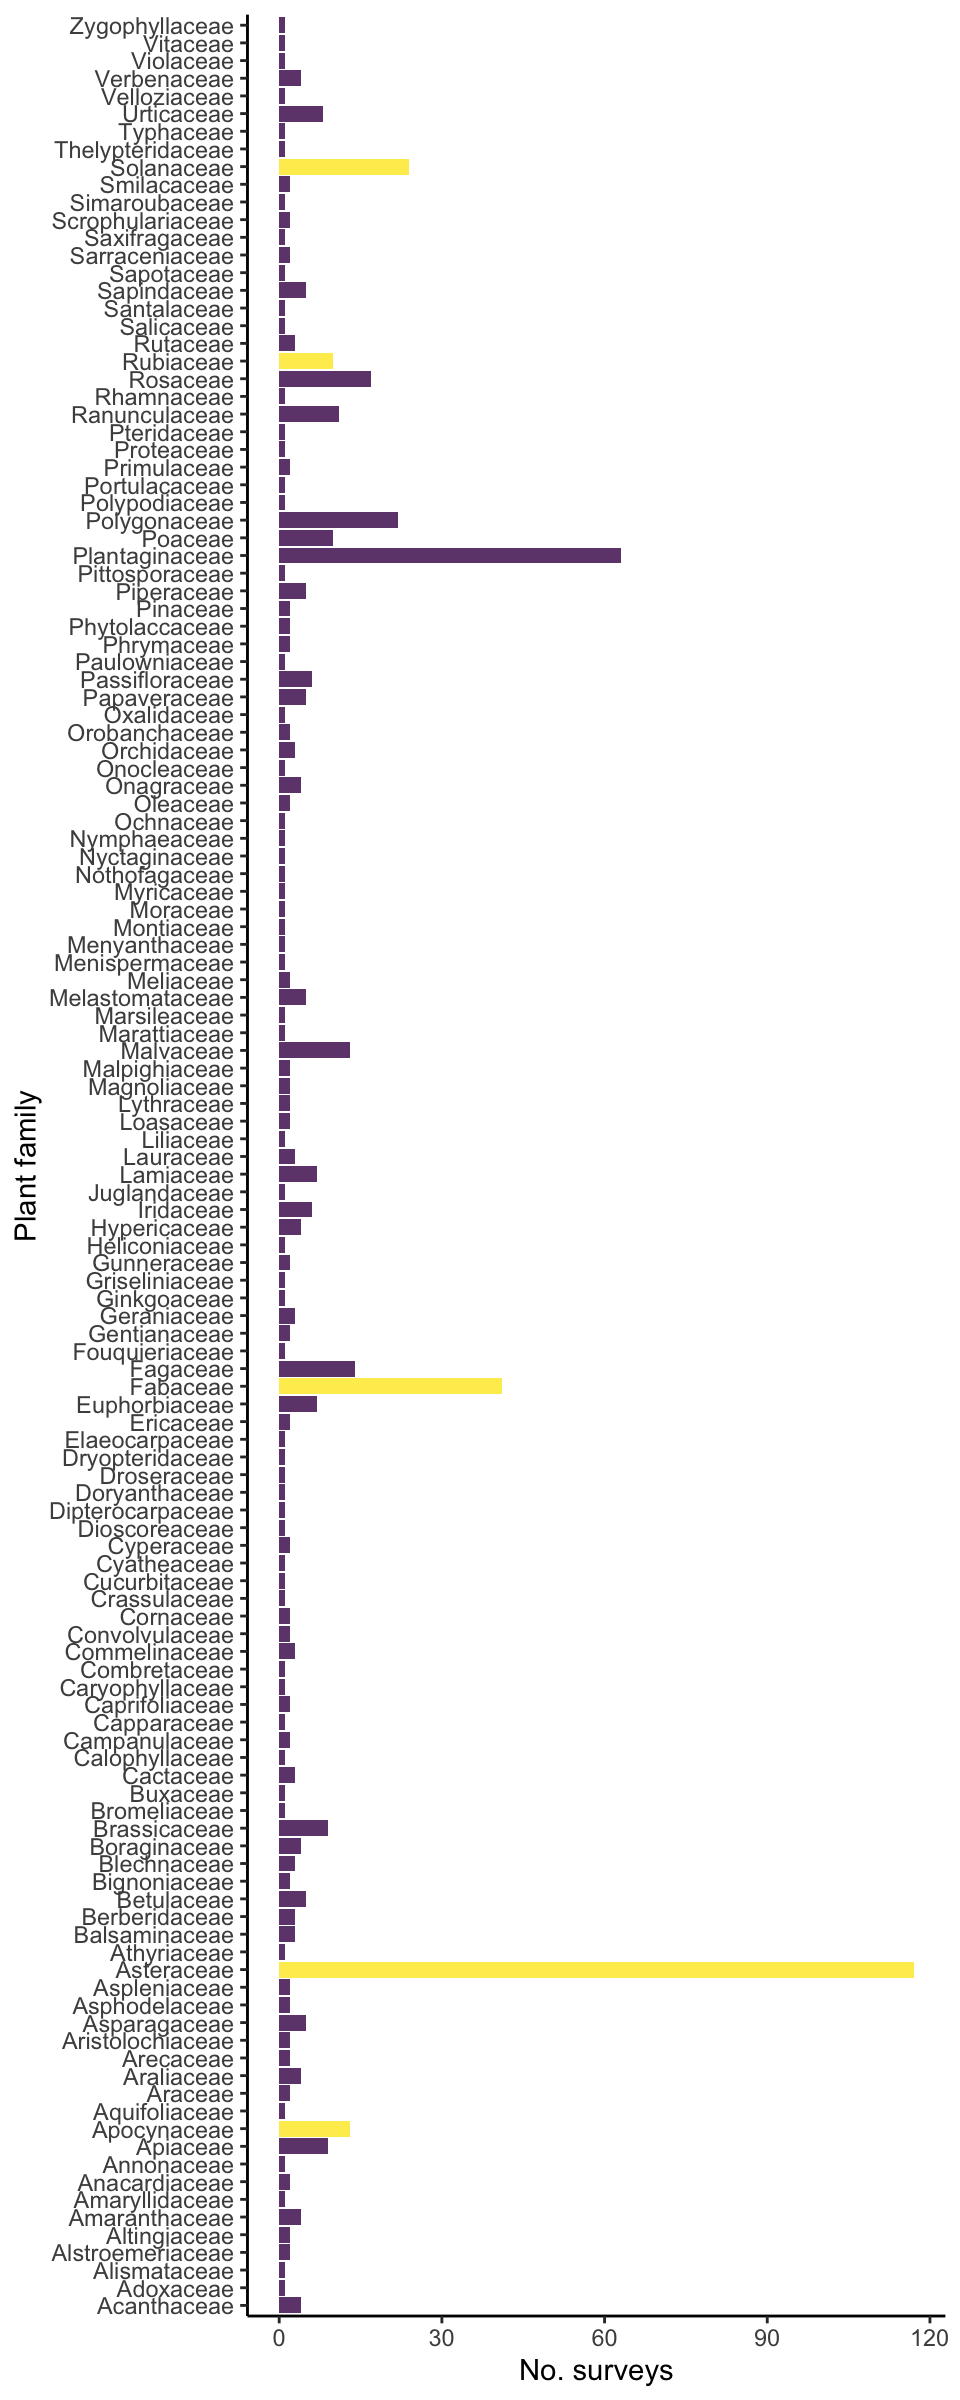 Zygophyllaceae
Vitaceae
Violaceae
Verbenaceae
Velloziaceae
Urticaceae
Typhaceae
Thelypteridaceae
Solanaceae
Smilacaceae
Simaroubaceae
Scrophulariaceae
Saxifragaceae
Sarraceniaceae
Sapotaceae
Sapindaceae
Santalaceae
Salicaceae
Rutaceae
Rubiaceae
Rosaceae
Rhamnaceae
Ranunculaceae
Pteridaceae
Proteaceae
Primulaceae
Portulacaceae
Polypodiaceae
Polygonaceae
Poaceae
Plantaginaceae
Pittosporaceae
Piperaceae
Pinaceae
Phytolaccaceae
Phrymaceae
Paulowniaceae
Passifloraceae
Papaveraceae
Oxalidaceae
Orobanchaceae
Orchidaceae
Onocleaceae
Onagraceae
Oleaceae
Ochnaceae
Nymphaeaceae
Nyctaginaceae
Nothofagaceae
Myricaceae
Moraceae
Montiaceae
Menyanthaceae
Menispermaceae
Meliaceae
Melastomataceae
Marsileaceae
Marattiaceae
Malvaceae
Malpighiaceae
Magnoliaceae
Lythraceae
Loasaceae
Liliaceae
Lauraceae
Lamiaceae
Juglandaceae
Iridaceae
Hypericaceae
Heliconiaceae
Gunneraceae
Griseliniaceae
Ginkgoaceae
Geraniaceae
Gentianaceae
Fouquieriaceae
Fagaceae
Fabaceae
Euphorbiaceae
Ericaceae
Elaeocarpaceae
Dryopteridaceae
Droseraceae
Doryanthaceae
Dipterocarpaceae
Dioscoreaceae
Cyperaceae
Cyatheaceae
Cucurbitaceae
Crassulaceae
Cornaceae
Convolvulaceae
Commelinaceae
Combretaceae
Caryophyllaceae
Caprifoliaceae
Capparaceae
Campanulaceae
Calophyllaceae
Cactaceae
Buxaceae
Bromeliaceae
Brassicaceae
Boraginaceae
Blechnaceae
Bignoniaceae
Betulaceae
Berberidaceae
Balsaminaceae
Athyriaceae
Asteraceae
Aspleniaceae
Asphodelaceae
Asparagaceae
Aristolochiaceae
Arecaceae
Araliaceae
Araceae
Aquifoliaceae
Apocynaceae
Apiaceae
Annonaceae
Anacardiaceae
Amaryllidaceae
Amaranthaceae
Altingiaceae
Alstroemeriaceae
Alismataceae
Adoxaceae
Acanthaceae
Plant family
0 30 60 90 120
No. surveys